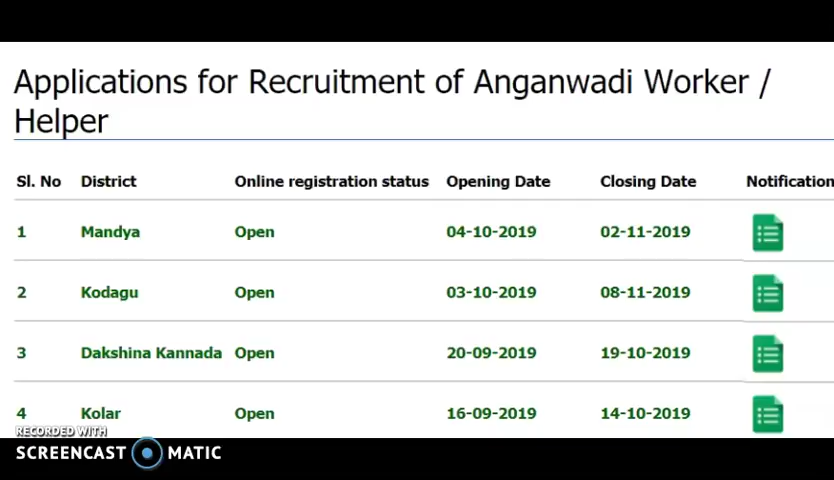 Applications for Recruitment of Anganwadi Worker /
Helper
Sl. No District Online registration status Opening Date Closing Date Notification
1 Mandya Open 04-10-2019 02-11-2019
2 Kodagu Open 03-10-2019 08-11-2019
3 Dakshina Kannada Open 20-09-2019 19-10-2019
4 Kolar Open 16-09-2019 14-10-2019
RECORDED WITH
SCREENCAST MATIC